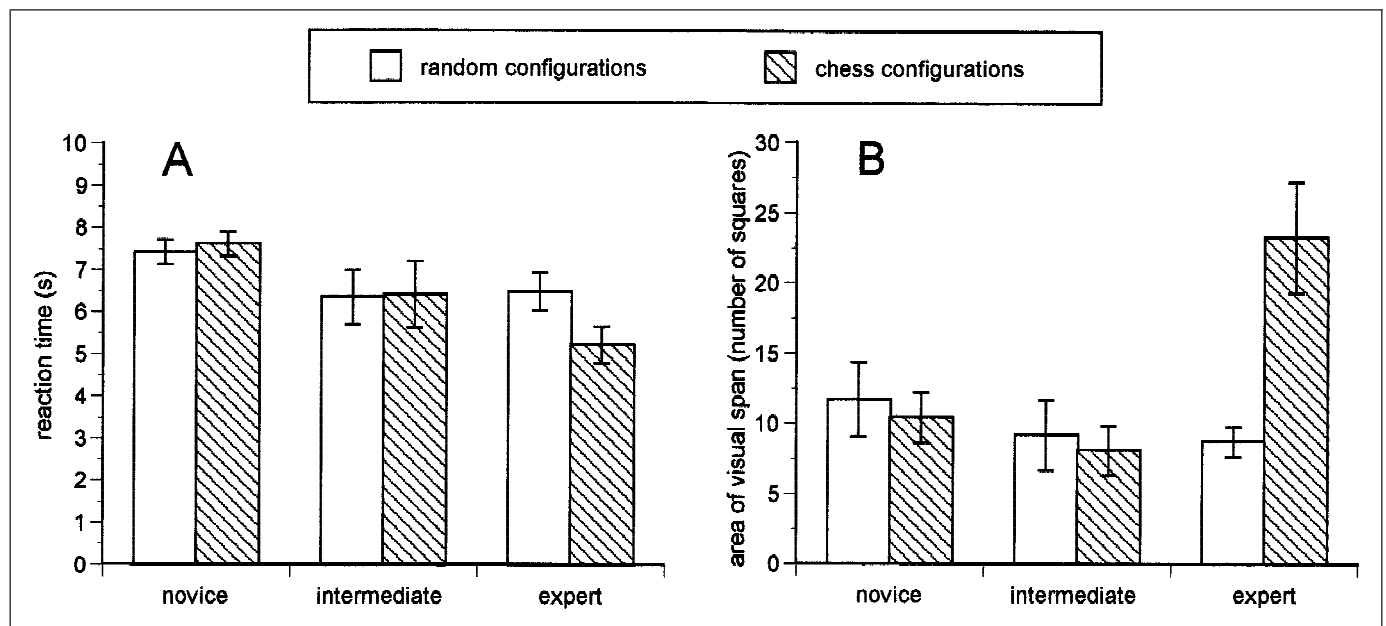 random configurations
chess configurations
A
reaction time (s)
10
9
8
7
6
5
4
3
2
1
0
novice
intermediate
expert
B
area of visual span (number of squares)
30
25
20
15
10
5
0
novice
intermediate
expert